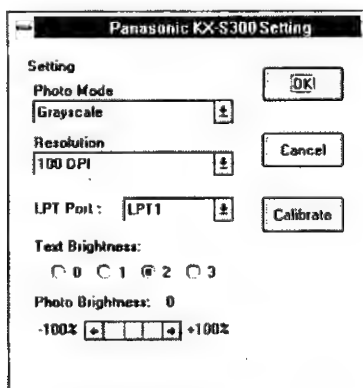 Panasonic KX-S300 Setting
Setting
OK
Photo Mode
Grayscale
Resolution
100 DPI
Cancel
LPT Port: LPT1
Calibrate
Text Brightness:
0 1 2 3
Photo Brightness: 0
-100% +100%